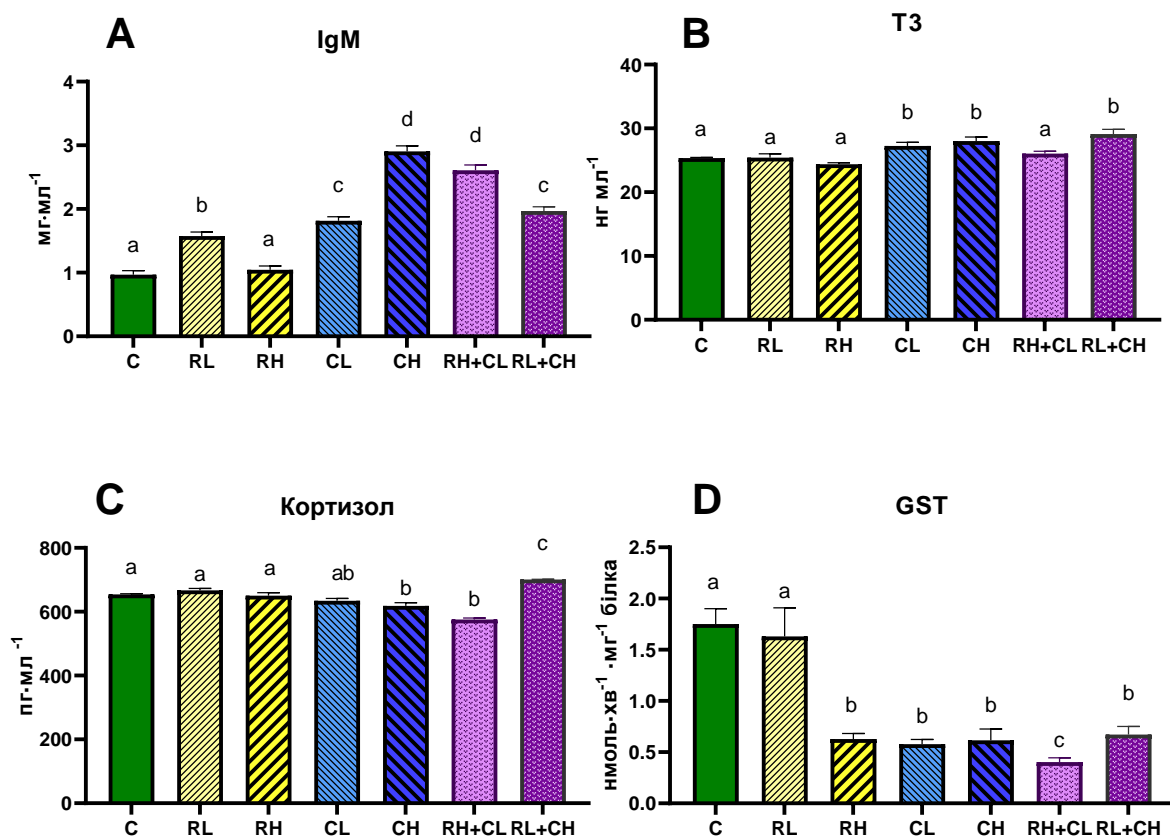 A
IgM
мг·мл⁻¹
4
3
2
1
0
a
b
a
c
d
d
c
C
RL
RH
CL
CH
RH+CL
RL+CH
B
T3
нг мл⁻¹
40
30
20
10
0
a
a
a
b
b
a
b
C
RL
RH
CL
CH
RH+CL
RL+CH
C
Кортизол
пг·мл ⁻¹
800
600
400
200
0
a
a
a
ab
b
b
c
C
RL
RH
CL
CH
RH+CL
RL+CH
D
GST
нмоль·хв⁻¹ ·мг⁻¹ білка
2.5
2.0
1.5
1.0
0.5
0.0
a
a
b
b
b
c
b
C
RL
RH
CL
CH
RH+CL
RL+CH